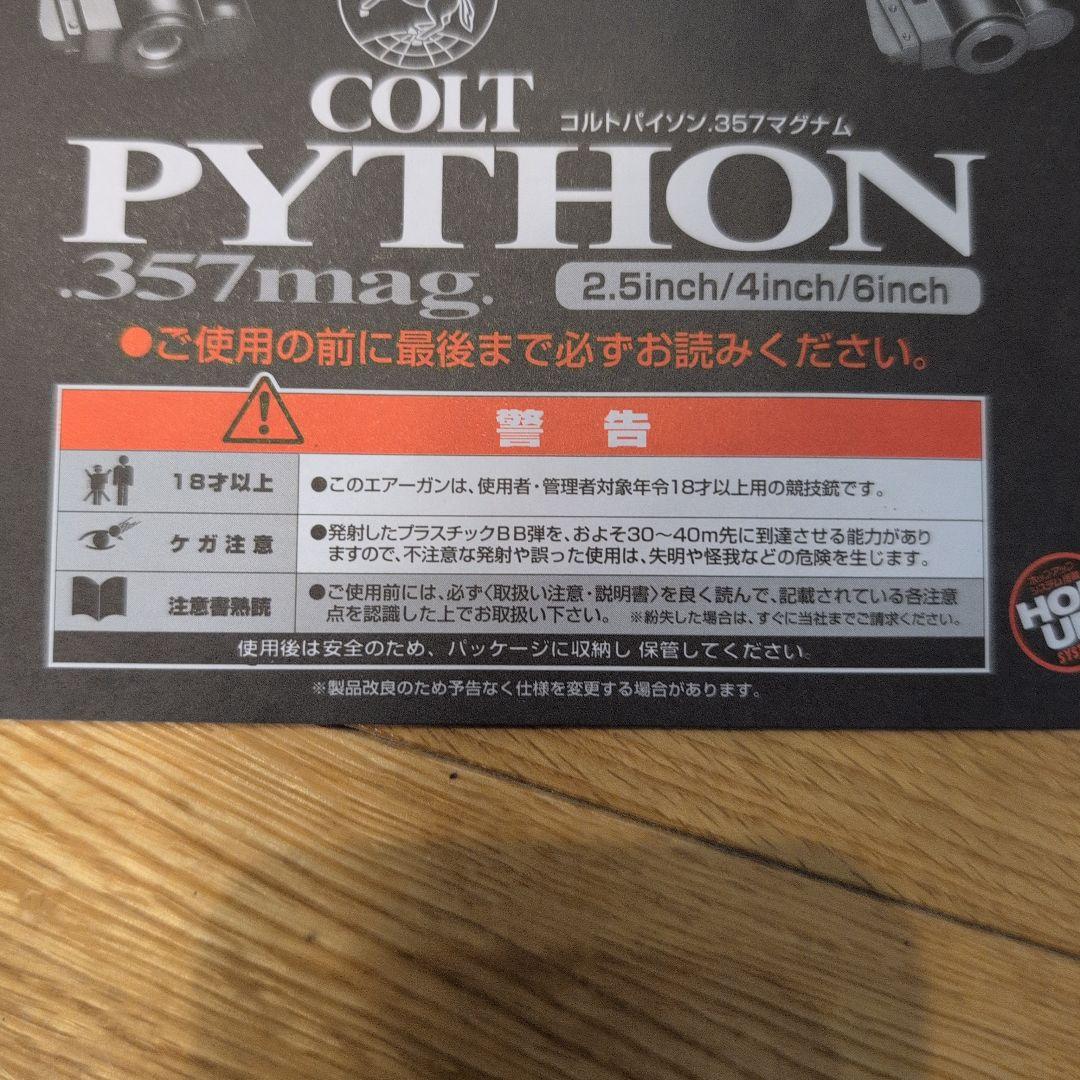 COLT
コルトパイソン.357マグナム
PYTHON
.357mag.
2.5inch/4inch/6inch
●ご使用の前に最後まで必ずお読みください。
警 告
18才以上
●このエアーガンは、使用者・管理者対象年令18才以上用の競技銃です。
ケガ注意
●発射したプラスチックBB弾を、およそ30〜40m先に到達させる能力があり
ますので、不注意な発射や誤った使用は、失明や怪我などの危険を生じます。
注意書熟読
●ご使用前には、必ず〈取扱い注意・説明書〉を良く読んで、記載されている各注意
点を認識した上でお取扱い下さい。 ※紛失した場合は、すぐに当社までご請求ください。
使用後は安全のため、パッケージに収納し 保管してください。
※製品改良のため予告なく仕様を変更する場合があります。